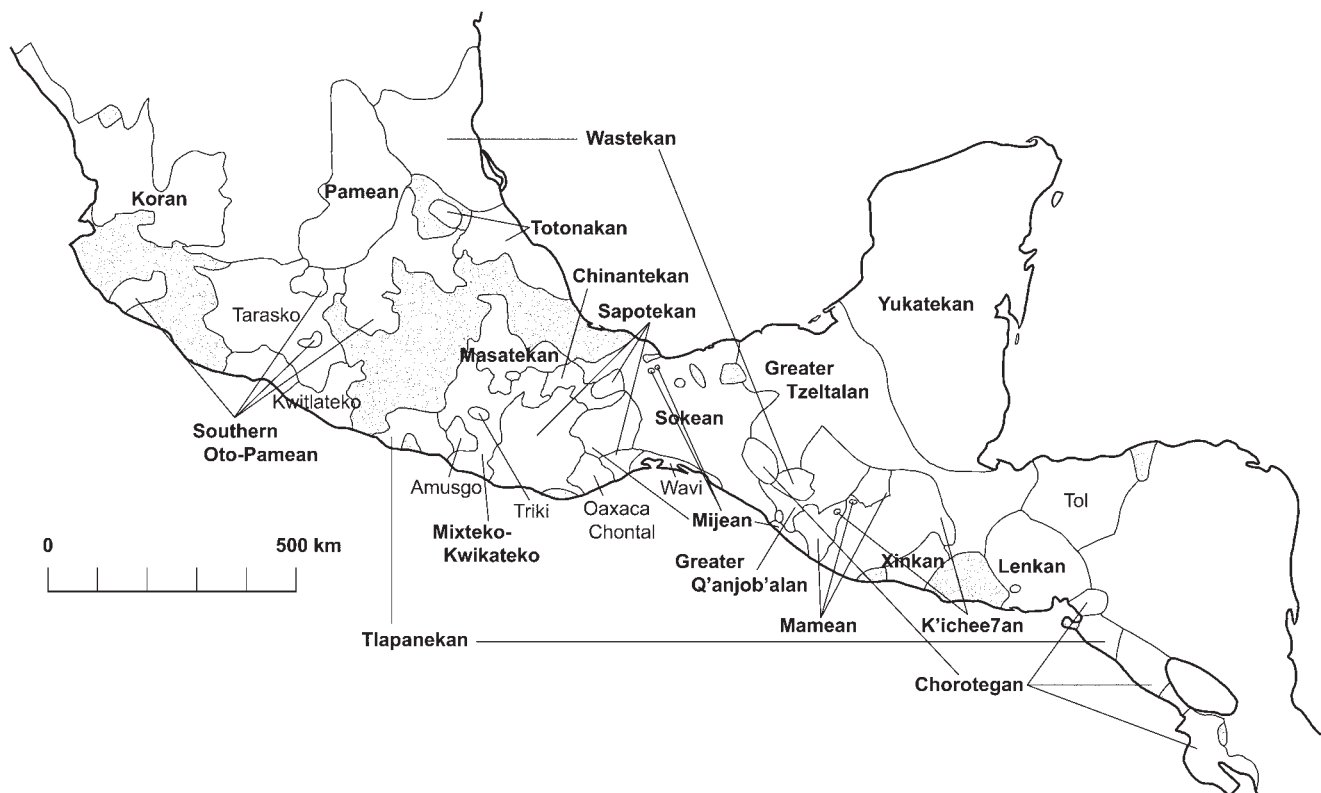 Wastekan
Koran
Pamean
Totonakan
Chinantekan
Sapotekan
Yukatekan
Tarasko
Masatekan
Greater
Tzeltalan
Kwitlateko
Sokean
Southern
Oto-Pamean
Amusgo
Triki
Oaxaca
Chontal
Wavi
Tol
Mixteko-
Kwikateko
Mijean
0
500 km
Greater
Q'anjob'alan
Xinkan
Lenkan
Mamean
K'ichee7an
Tlapanekan
Chorotegan